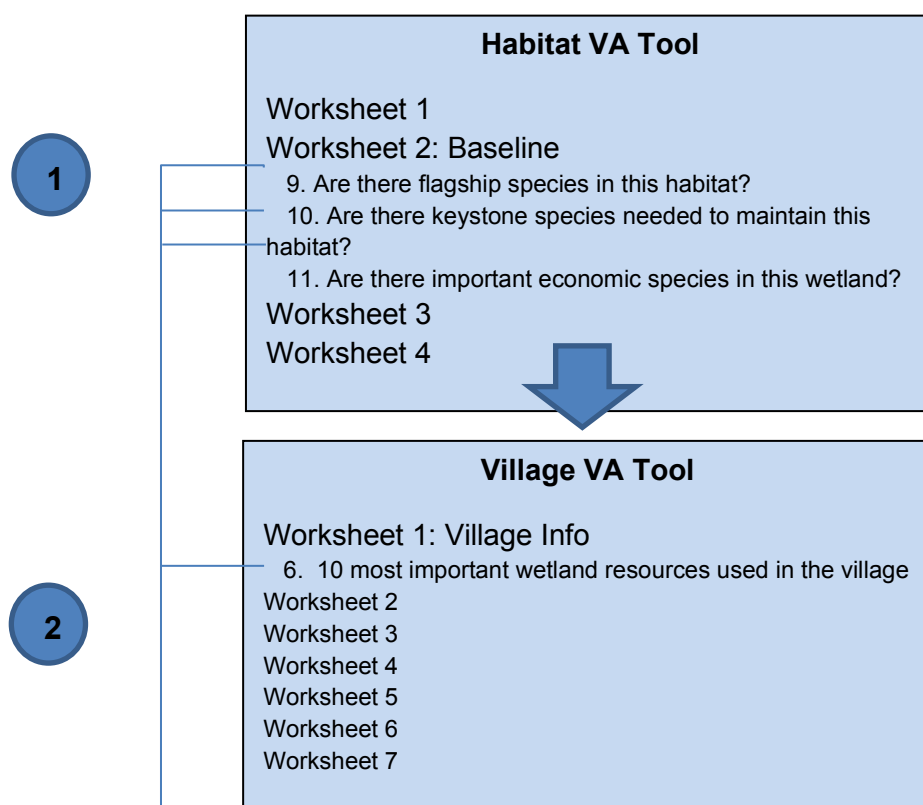 Habitat VA Tool
Worksheet 1
Worksheet 2: Baseline
1
9. Are there flagship species in this habitat?
10. Are there keystone species needed to maintain this
habitat?
11. Are there important economic species in this wetland?
Worksheet 3
Worksheet 4
Village VA Tool
Worksheet 1: Village Info
6. 10 most important wetland resources used in the village
Worksheet 2
2
Worksheet 3
Worksheet 4
Worksheet 5
Worksheet 6
Worksheet 7